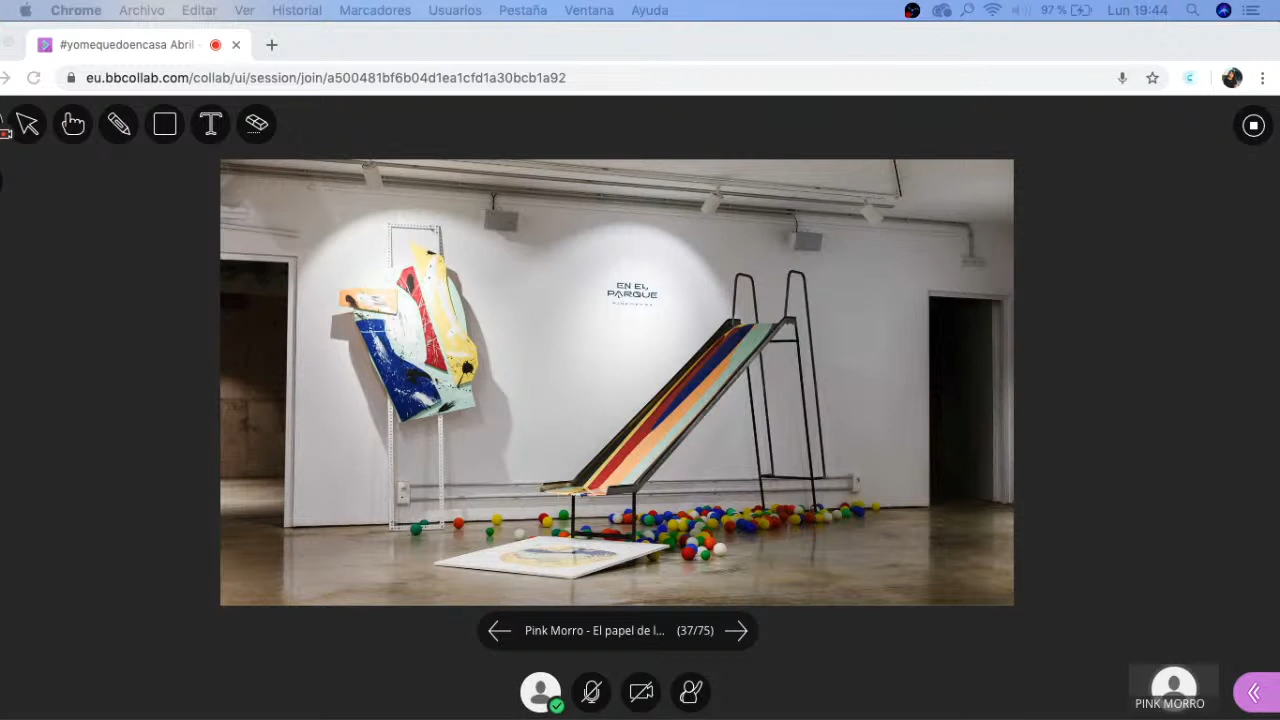 Chrome Archivo Editar Ver Historial Marcadores Usuarios Pestaña Ventana Ayuda 97 % Lun 19:44
#yomequedoencasa Abril -
eu.bbcollab.com/collab/ui/session/join/a500481bf6b04d1ea1cfd1a30bcb1a92
T
EN EL
PARQUE
Pink Morro - El papel de l... (37/75)
PINK MORRO